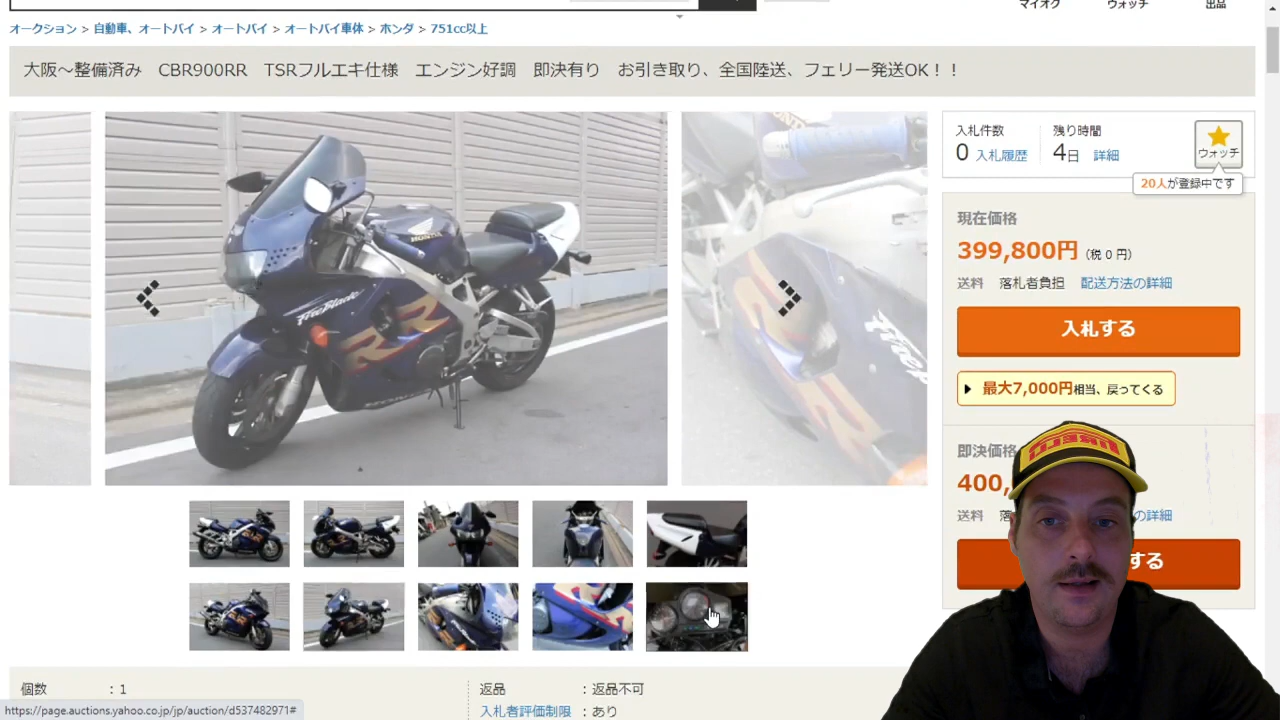 マイオク
ウォッチ
出品
オークション > 自動車、オートバイ > オートバイ > オートバイ車体 > ホンダ > 751cc以上
大阪～整備済み　CBR900RR　TSRフルエキ仕様　エンジン好調　即決有り　お引き取り、全国陸送、フェリー発送OK！！
入札件数
残り時間
0 入札履歴
4日 詳細
ウォッチ
20人が登録中です
現在価格
399,800円（税 0 円）
送料 落札者負担 配送方法の詳細
入札する
最大7,000円相当、戻ってくる
即決価格
400,
送料 落
の詳細
する
HONDA
FireBlade
RR
個数 ：1
返品 ：返品不可
入札者評価制限 ：あり
https://page.auctions.yahoo.co.jp/jp/auction/d537482971#